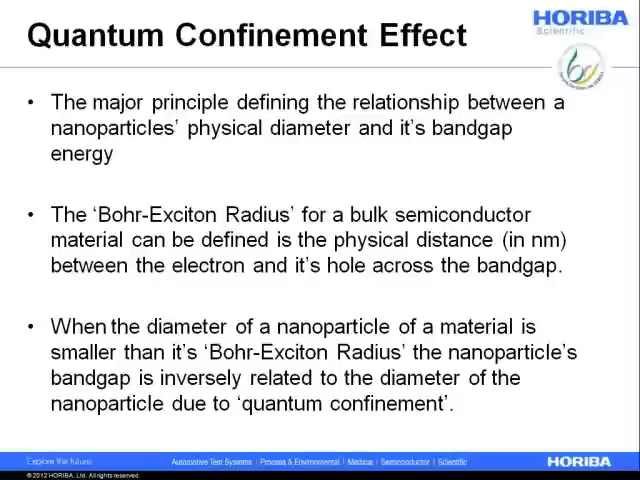 Quantum Confinement Effect
HORIBA
Scientific
• The major principle defining the relationship between a
nanoparticles’ physical diameter and it’s bandgap
energy
• The ‘Bohr-Exciton Radius’ for a bulk semiconductor
material can be defined is the physical distance (in nm)
between the electron and it’s hole across the bandgap.
• When the diameter of a nanoparticle of a material is
smaller than it’s ‘Bohr-Exciton Radius’ the nanoparticle’s
bandgap is inversely related to the diameter of the
nanoparticle due to ‘quantum confinement’.
Explore the future
Automotive Test Systems | Process & Environmental | Medical | Semiconductor | Scientific
HORIBA
© 2012 HORIBA, Ltd. All rights reserved.